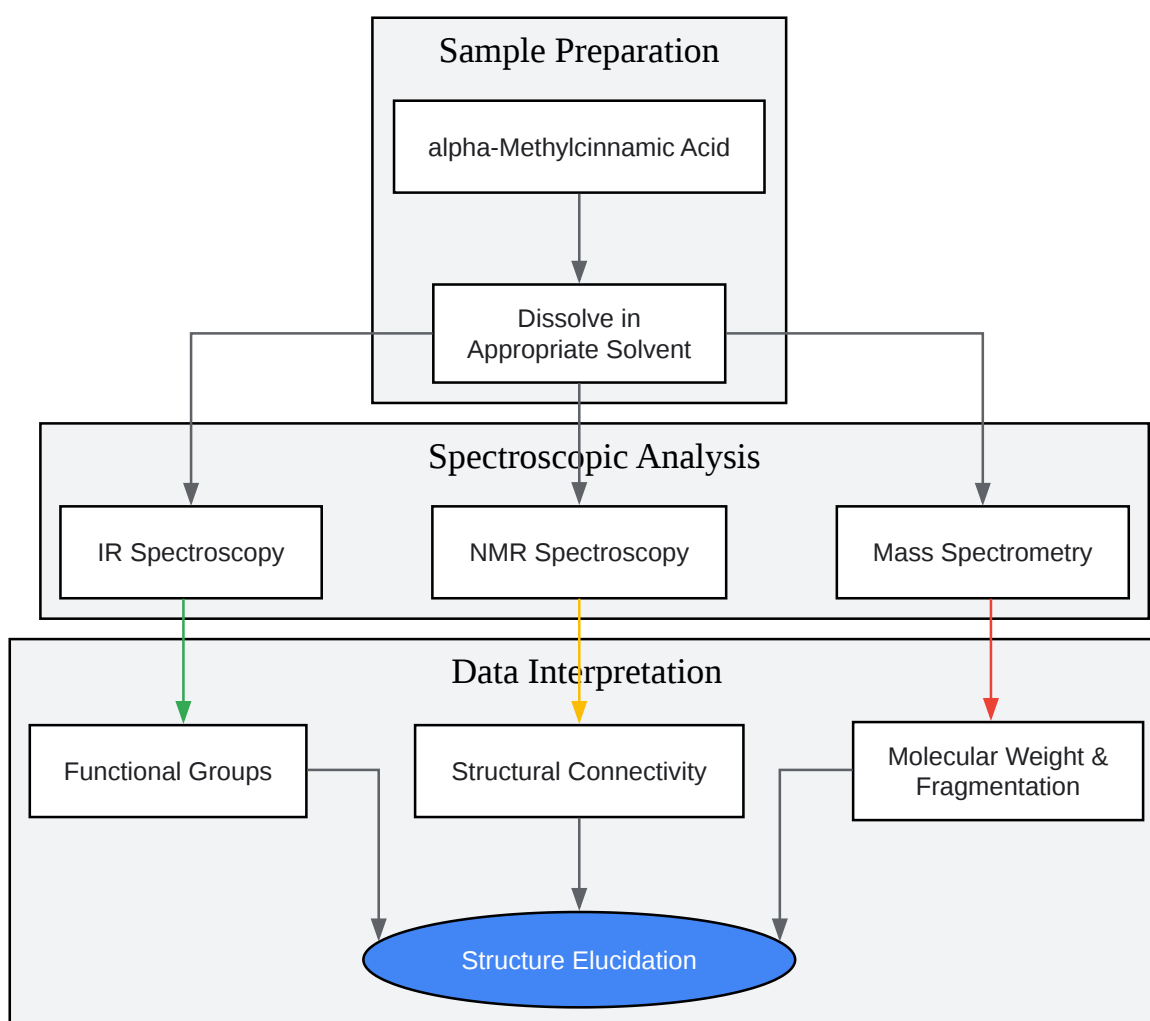 Sample Preparation
alpha-Methylcinnamic Acid
Dissolve in
Appropriate Solvent
Spectroscopic Analysis
IR Spectroscopy
NMR Spectroscopy
Mass Spectrometry
Data Interpretation
Functional Groups
Structural Connectivity
Molecular Weight &
Fragmentation
Structure Elucidation